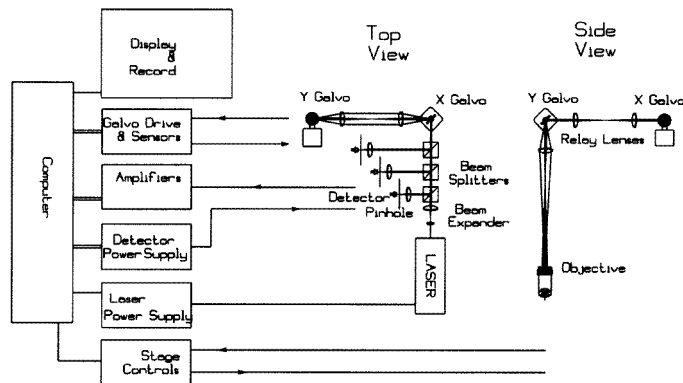 Display
&
Record
Top
View
Side
View
Y Galvo
X Galvo
Y Galvo
X Galvo
Galvo Drive
& Sensors
Relay Lenses
Computer
Amplifiers
Beam
Splitters
Detector
Pinhole
Beam
Expander
Detector
Power Supply
LASER
Objective
Laser
Power Supply
Stage
Controls